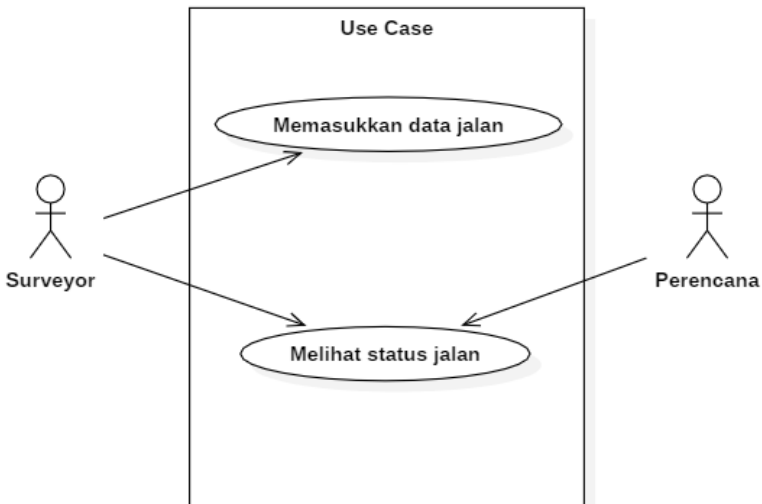 Use Case
Memasukkan data jalan
Surveyor
Perencana
Melihat status jalan